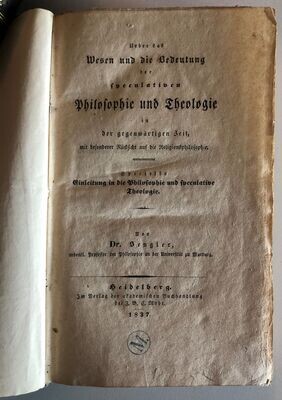 Ueber das
Wesen und die Bedeutung
der
speculativen
Philosophie und Theologie
in
der gegenwärtigen Zeit,
mit besonderer Rücksicht auf die Religionsphilosophie.
Specielle
Einleitung in die Philosophie und speculative
Theologie.
Von
Dr. Sengler,
ordentl. Professor der Philosophie an der Universität zu Marburg.
Heidelberg.
Im Verlag der akademischen Buchhandlung
von J. C. B. Mohr.
1837